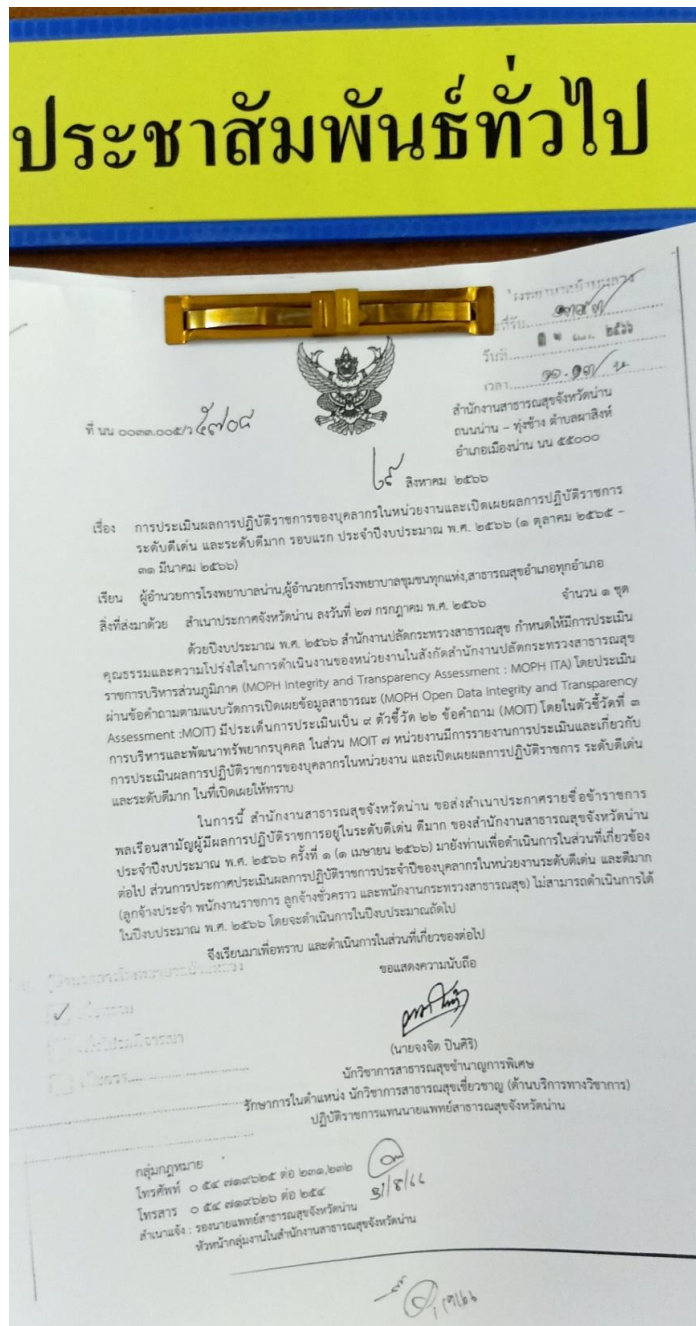 ประชาสัมพันธ์ทั่วไป
รับที่
เวลา
ที่ นน ๐๐๓๓.๐๐๕/ว
สำนักงานสาธารณสุขจังหวัดน่าน
ถนนน่าน – ทุ่งช้าง ตำบลผาสิงห์
อำเภอเมืองน่าน นน ๕๕๐๐๐
สิงหาคม ๒๕๖๖
เรื่อง การประเมินผลการปฏิบัติราชการของบุคลากรในหน่วยงานและเปิดเผยผลการปฏิบัติราชการ
ระดับดีเด่น และระดับดีมาก รอบแรก ประจำปีงบประมาณ พ.ศ. ๒๕๖๖ (๑ ตุลาคม ๒๕๖๕ –
๓๑ มีนาคม ๒๕๖๖)
เรียน ผู้อำนวยการโรงพยาบาลน่าน,ผู้อำนวยการโรงพยาบาลชุมชนทุกแห่ง,สาธารณสุขอำเภอทุกอำเภอ
สิ่งที่ส่งมาด้วย สำเนาประกาศจังหวัดน่าน ลงวันที่ ๒๗ กรกฎาคม พ.ศ. ๒๕๖๖ จำนวน ๑ ชุด
ด้วยปีงบประมาณ พ.ศ. ๒๕๖๖ สำนักงานปลัดกระทรวงสาธารณสุข กำหนดให้มีการประเมิน
คุณธรรมและความโปร่งใสในการดำเนินงานของหน่วยงานในสังกัดสำนักงานปลัดกระทรวงสาธารณสุข
ราชการบริหารส่วนภูมิภาค (MOPH Integrity and Transparency Assessment : MOPH ITA) โดยประเมิน
ผ่านข้อคำถามตามแบบวัดการเปิดเผยข้อมูลสาธารณะ (MOPH Open Data Integrity and Transparency
Assessment :MOIT) มีประเด็นการประเมินเป็น ๙ ตัวชี้วัด ๒๒ ข้อคำถาม (MOIT) โดยในตัวชี้วัดที่ ๓
การบริหารและพัฒนาทรัพยากรบุคคล ในส่วน MOIT ๗ หน่วยงานมีการรายงานการประเมินและเกี่ยวกับ
การประเมินผลการปฏิบัติราชการของบุคลากรในหน่วยงาน และเปิดเผยผลการปฏิบัติราชการ ระดับดีเด่น
และระดับดีมาก ในที่เปิดเผยให้ทราบ
ในการนี้ สำนักงานสาธารณสุขจังหวัดน่าน ขอส่งสำเนาประกาศรายชื่อข้าราชการ
พลเรือนสามัญผู้มีผลการปฏิบัติราชการอยู่ในระดับดีเด่น ดีมาก ของสำนักงานสาธารณสุขจังหวัดน่าน
ประจำปีงบประมาณ พ.ศ. ๒๕๖๖ ครั้งที่ ๑ (๑ เมษายน ๒๕๖๖) มายังท่านเพื่อดำเนินการในส่วนที่เกี่ยวข้อง
ต่อไป ส่วนการประกาศประเมินผลการปฏิบัติราชการประจำปีของบุคลากรในหน่วยงานระดับดีเด่น และดีมาก
(ลูกจ้างประจำ พนักงานราชการ ลูกจ้างชั่วคราว และพนักงานกระทรวงสาธารณสุข) ไม่สามารถดำเนินการได้
ในปีงบประมาณ พ.ศ. ๒๕๖๖ โดยจะดำเนินการในปีงบประมาณถัดไป
จึงเรียนมาเพื่อทราบ และดำเนินการในส่วนที่เกี่ยวของต่อไป
ขอแสดงความนับถือ
(นายจงจิต ปินศิริ)
นักวิชาการสาธารณสุขชำนาญการพิเศษ
รักษาการในตำแหน่ง นักวิชาการสาธารณสุขเชี่ยวชาญ (ด้านบริการทางวิชาการ)
ปฏิบัติราชการแทนนายแพทย์สาธารณสุขจังหวัดน่าน
กลุ่มกฎหมาย
โทรศัพท์ ๐ ๕๔ ๗๑๙๖๒๕ ต่อ ๒๓๑,๒๓๒
โทรสาร ๐ ๕๔ ๗๑๙๖๒๖ ต่อ ๒๕๔
สำเนาแจ้ง : รองนายแพทย์สาธารณสุขจังหวัดน่าน
หัวหน้ากลุ่มงานในสำนักงานสาธารณสุขจังหวัดน่าน